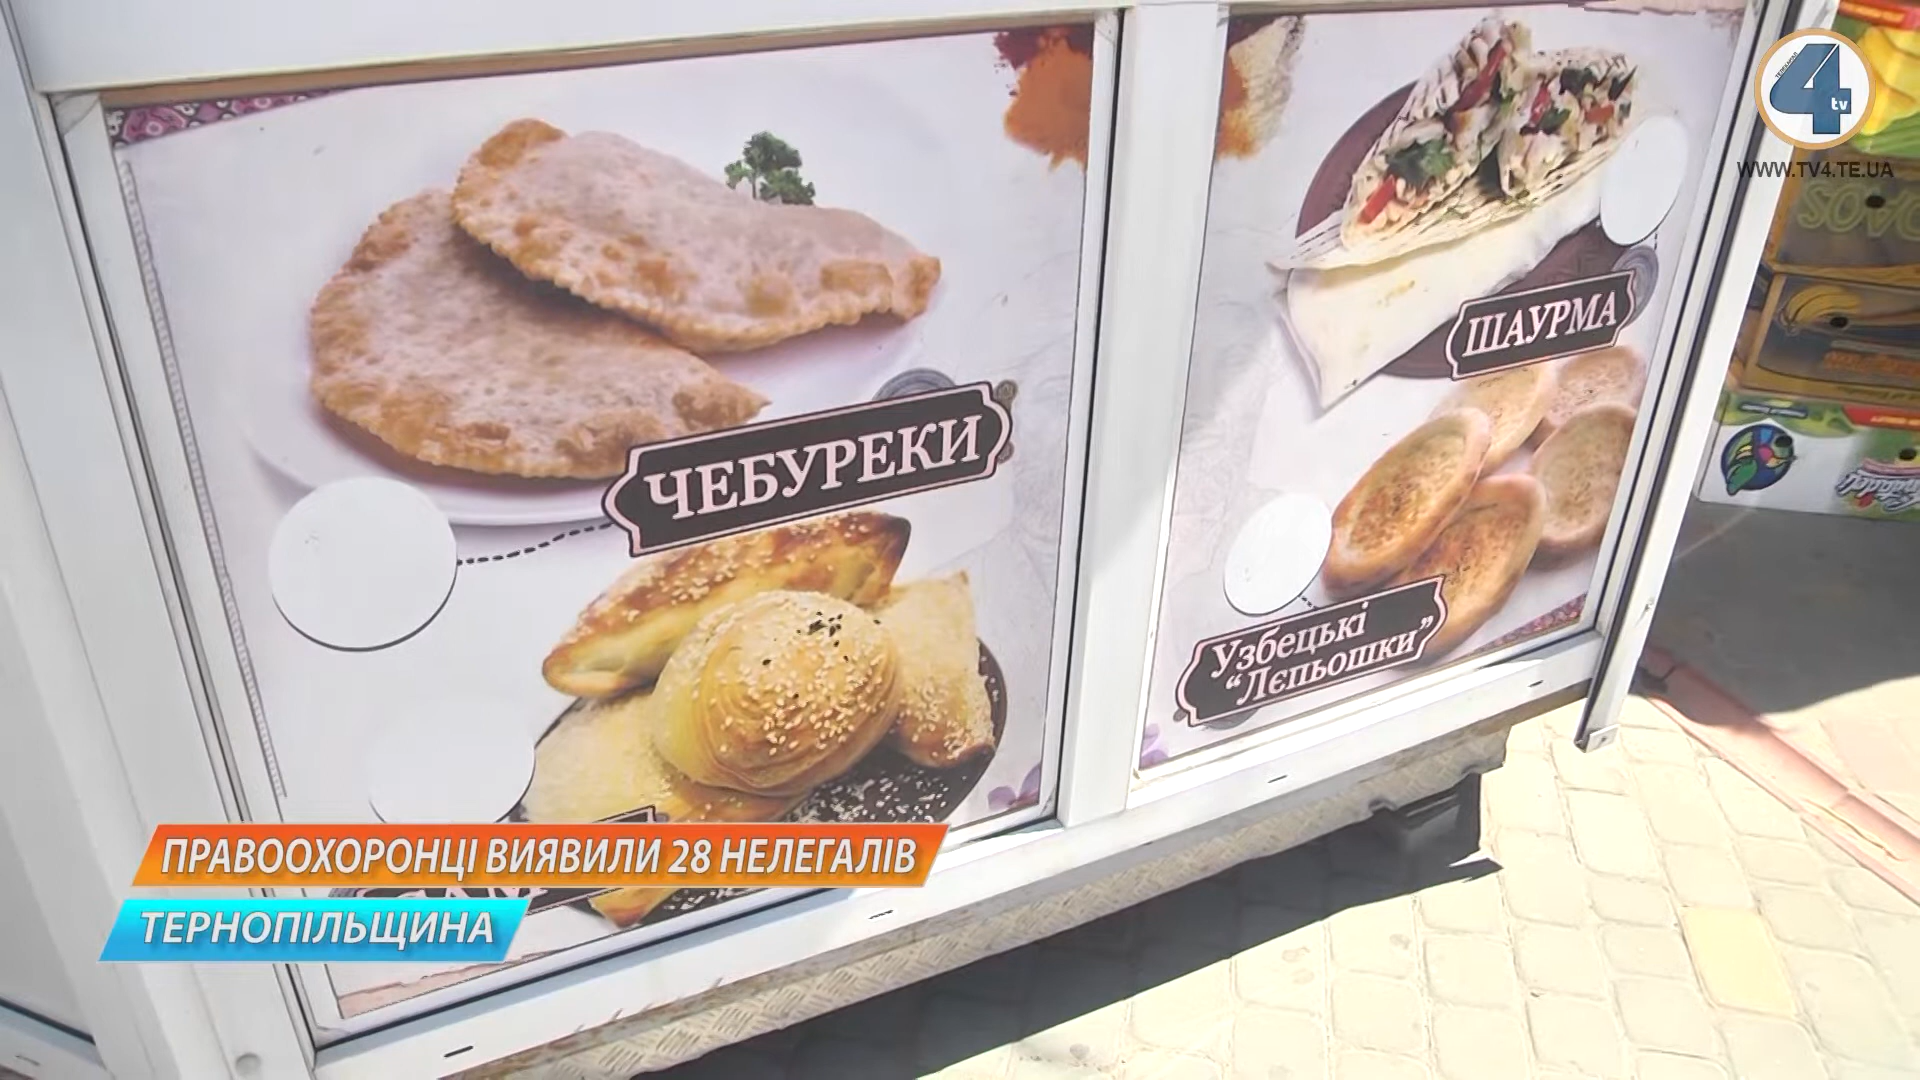 4
tv
WWW.TV4.TE.UA
ЧЕБУРЕКИ
ШАУРМА
Узбецькі
“Лєпьошки”
ПРАВООХОРОНЦІ ВИЯВИЛИ 28 НЕЛЕГАЛІВ
ТЕРНОПІЛЬЩИНА